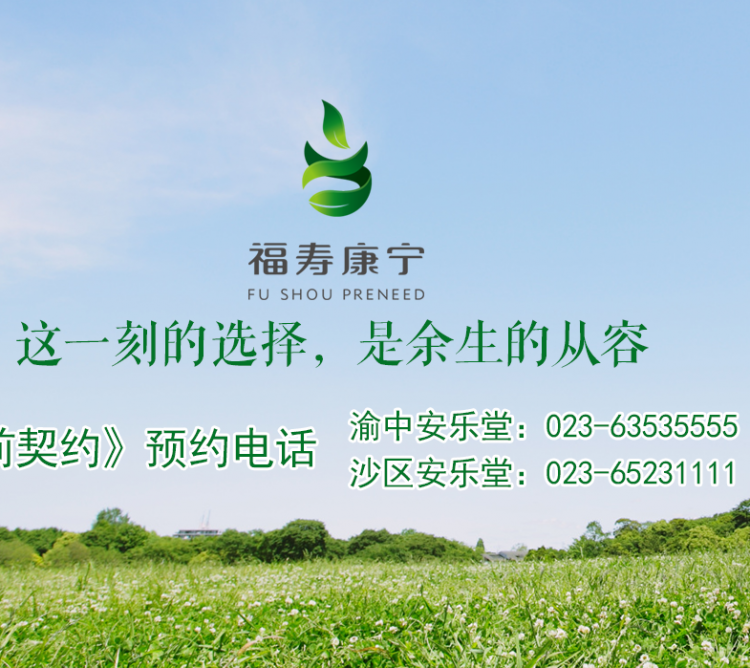 福寿康宁
FU SHOU PRENEED
这一刻的选择，是余生的从容
契约》预约电话
渝中安乐堂：023-63535555
沙区安乐堂：023-65231111